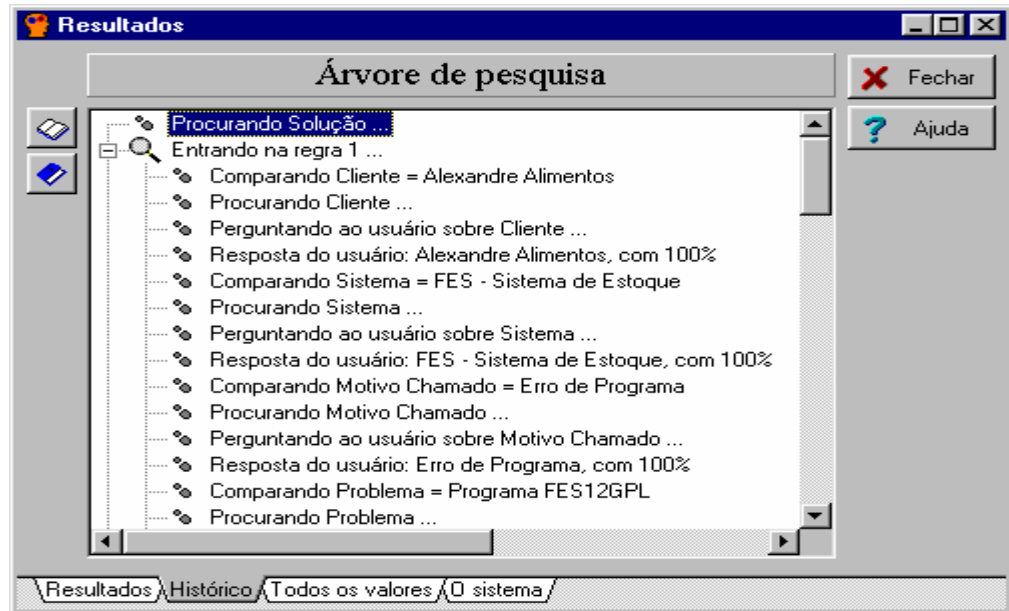 Resultados
Árvore de pesquisa
Fechar
Ajuda
Procurando Solução ...
Entrando na regra 1 ...
Comparando Cliente = Alexandre Alimentos
Procurando Cliente ...
Perguntando ao usuário sobre Cliente ...
Resposta do usuário: Alexandre Alimentos, com 100%
Comparando Sistema = FES - Sistema de Estoque
Procurando Sistema ...
Perguntando ao usuário sobre Sistema ...
Resposta do usuário: FES - Sistema de Estoque, com 100%
Comparando Motivo Chamado = Erro de Programa
Procurando Motivo Chamado ...
Perguntando ao usuário sobre Motivo Chamado ...
Resposta do usuário: Erro de Programa, com 100%
Comparando Problema = Programa FES12GPL
Procurando Problema ...
Resultados Histórico Todos os valores O sistema